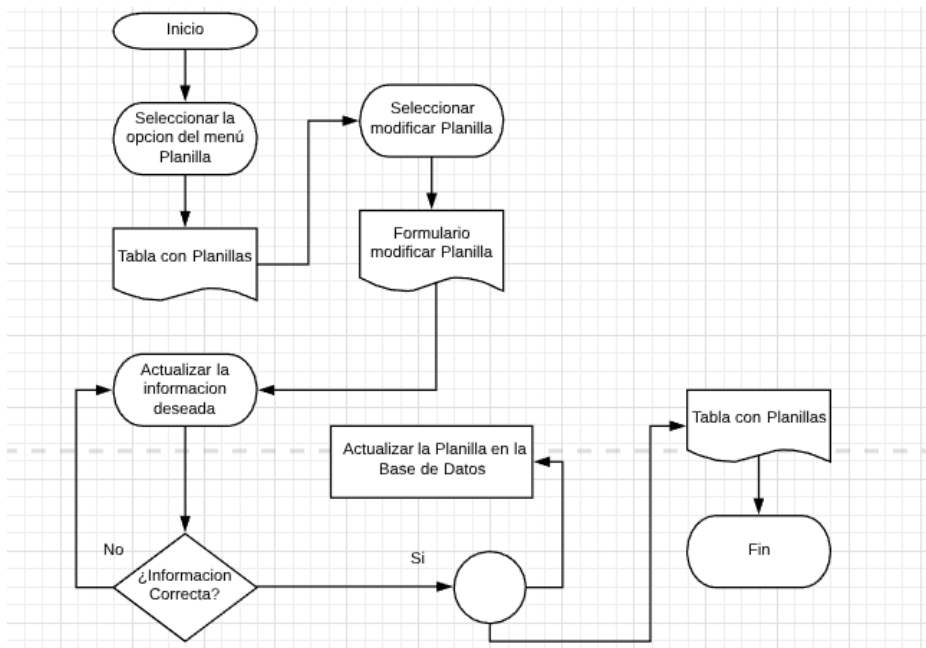 Inicio
Seleccionar la
opcion del menú
Planilla
Tabla con Planillas
Seleccionar
modificar Planilla
Formulario
modificar Planilla
Actualizar la
informacion
deseada
¿Informacion
Correcta?
No
Si
Actualizar la Planilla en la
Base de Datos
Tabla con Planillas
Fin